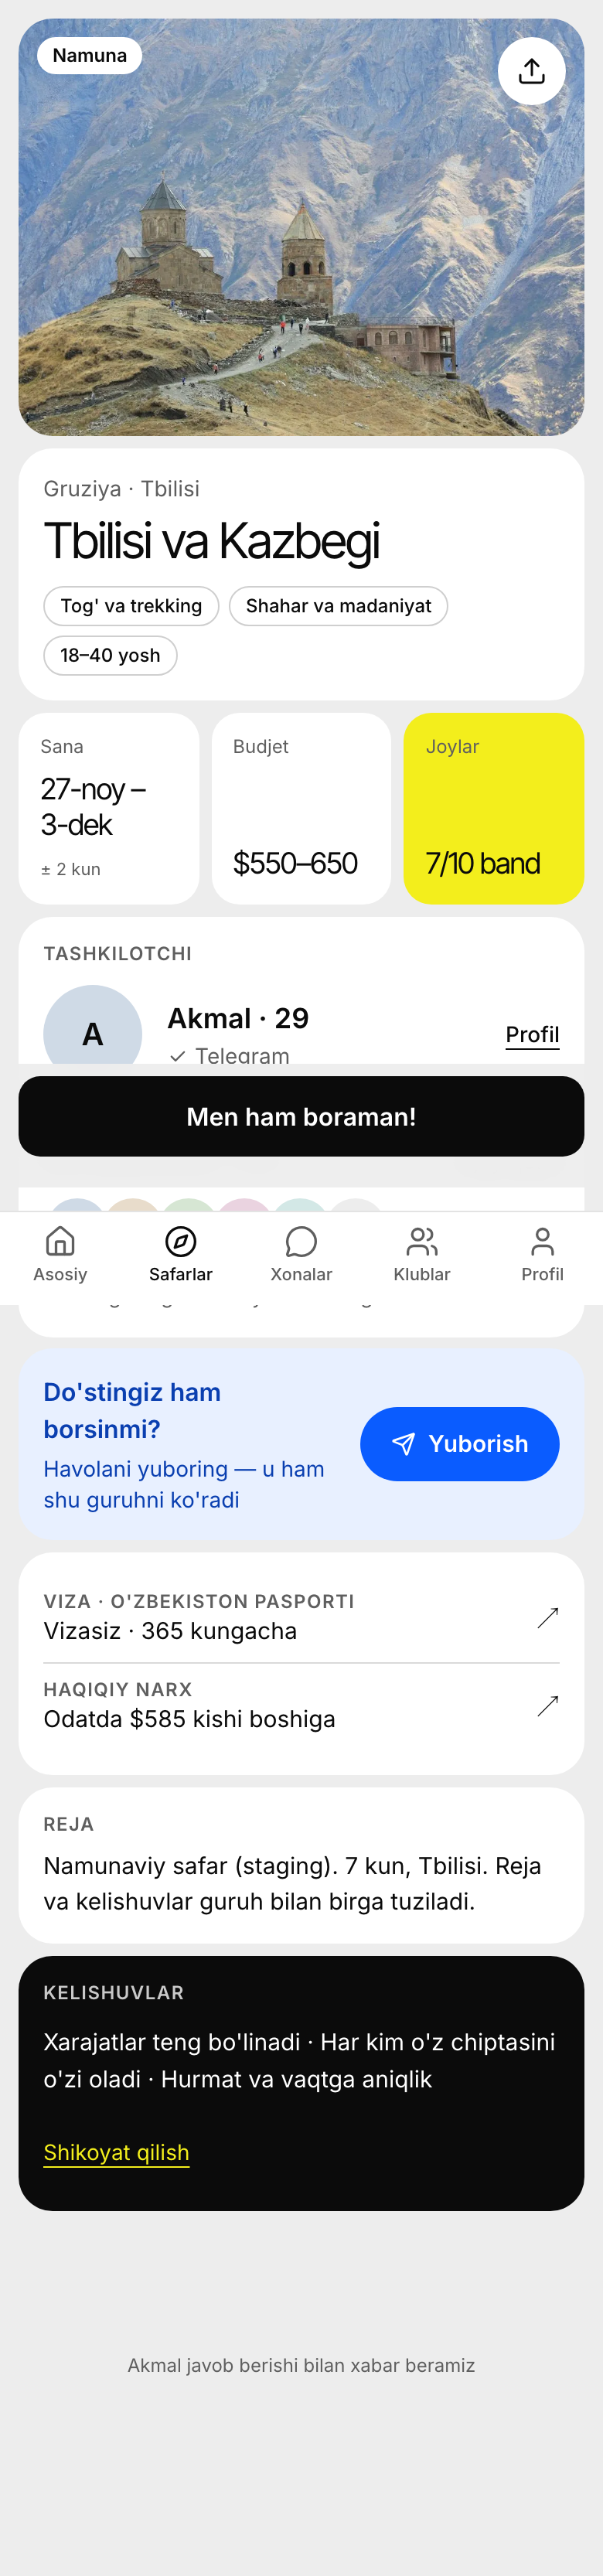 Namuna
Gruziya · Tbilisi
Tbilisi va Kazbegi
Tog' va trekking
Shahar va madaniyat
18–40 yosh
Sana
27-noy –
3-dek
± 2 kun
Budjet
$550–650
Joylar
7/10 band
TASHKILOTCHI
A
Akmal · 29
Telegram
Profil
Men ham boraman!
Asosiy
Safarlar
Xonalar
Klublar
Profil
Do'stingiz ham
borsinmi?
Havolani yuboring — u ham
shu guruhni ko'radi
Yuborish
VIZA · O'ZBEKISTON PASPORTI
Vizasiz · 365 kungacha
HAQIQIY NARX
Odatda $585 kishi boshiga
REJA
Namunaviy safar (staging). 7 kun, Tbilisi. Reja
va kelishuvlar guruh bilan birga tuziladi.
KELISHUVLAR
Xarajatlar teng bo'linadi · Har kim o'z chiptasini
o'zi oladi · Hurmat va vaqtga aniqlik
Shikoyat qilish
Akmal javob berishi bilan xabar beramiz